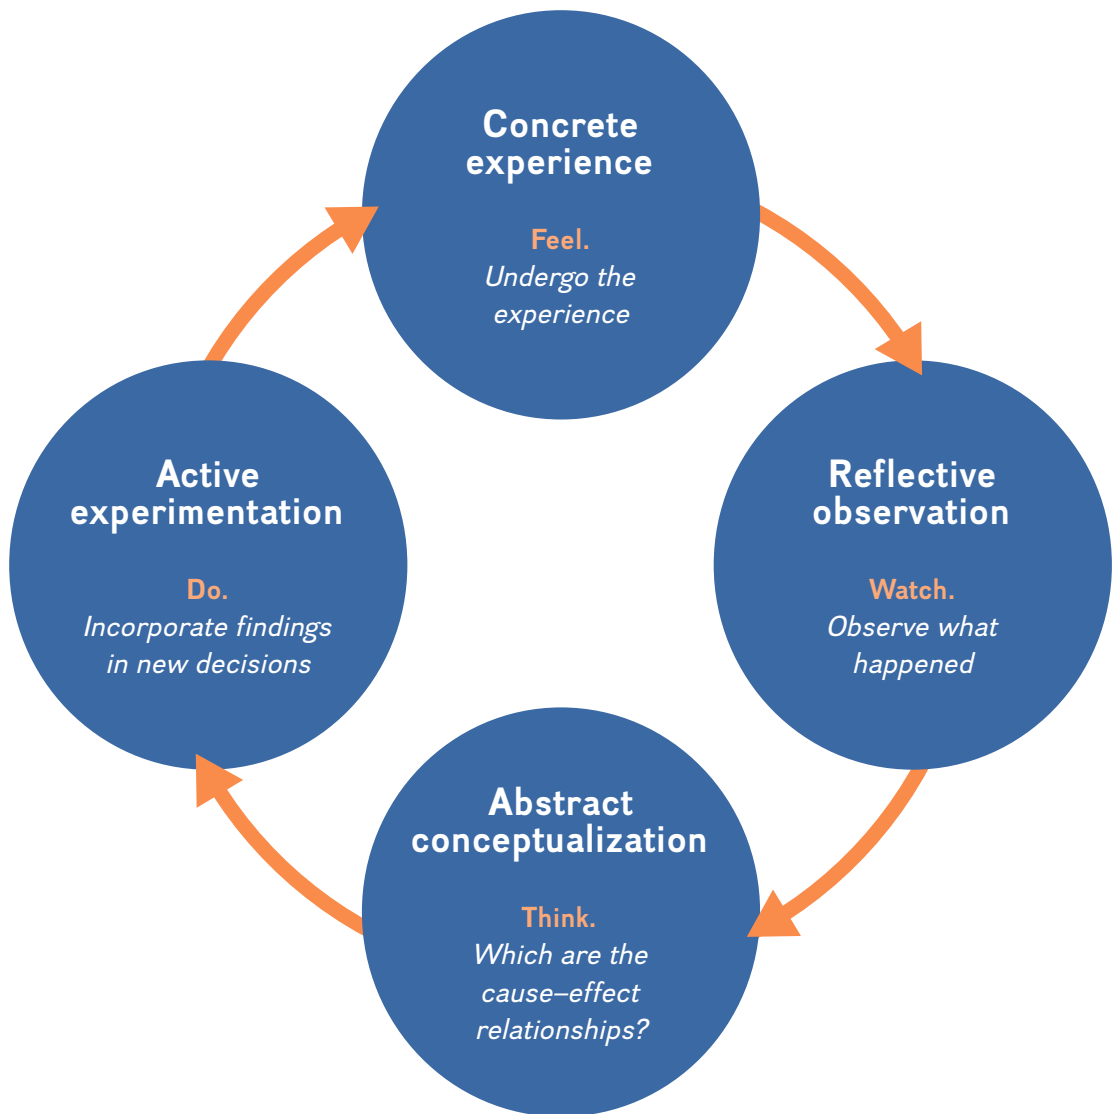 Concrete
experience
Feel.
Undergo the
experience
Reflective
observation
Watch.
Observe what
happened
Abstract
conceptualization
Think.
Which are the
cause–effect
relationships?
Active
experimentation
Do.
Incorporate findings
in new decisions